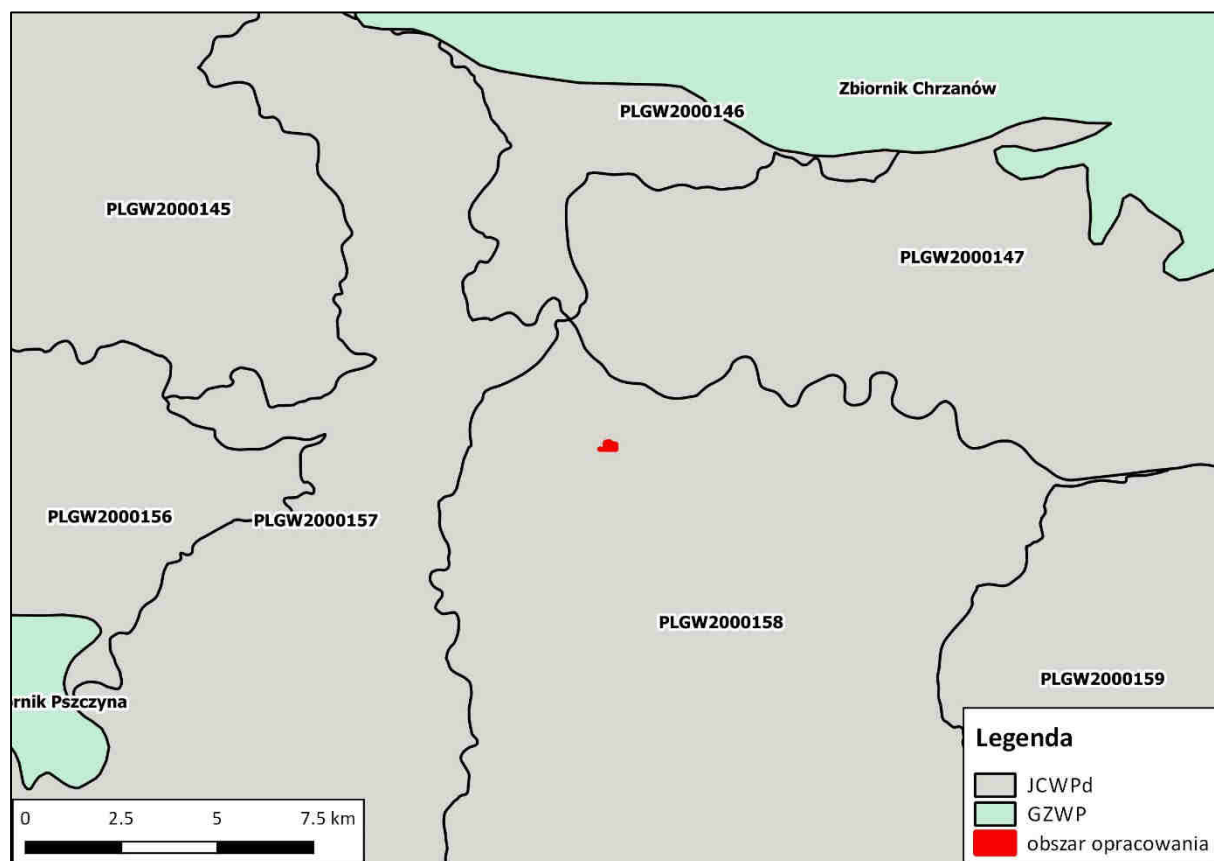 Zbiornik Chrzanów
PLGW2000146
PLGW2000145
PLGW2000147
PLGW2000156
PLGW2000157
PLGW2000158
PLGW2000159
ornik Pszczyna
Legenda
JCWPd
GZWP
obszar opracowania
0 2.5 5 7.5 km